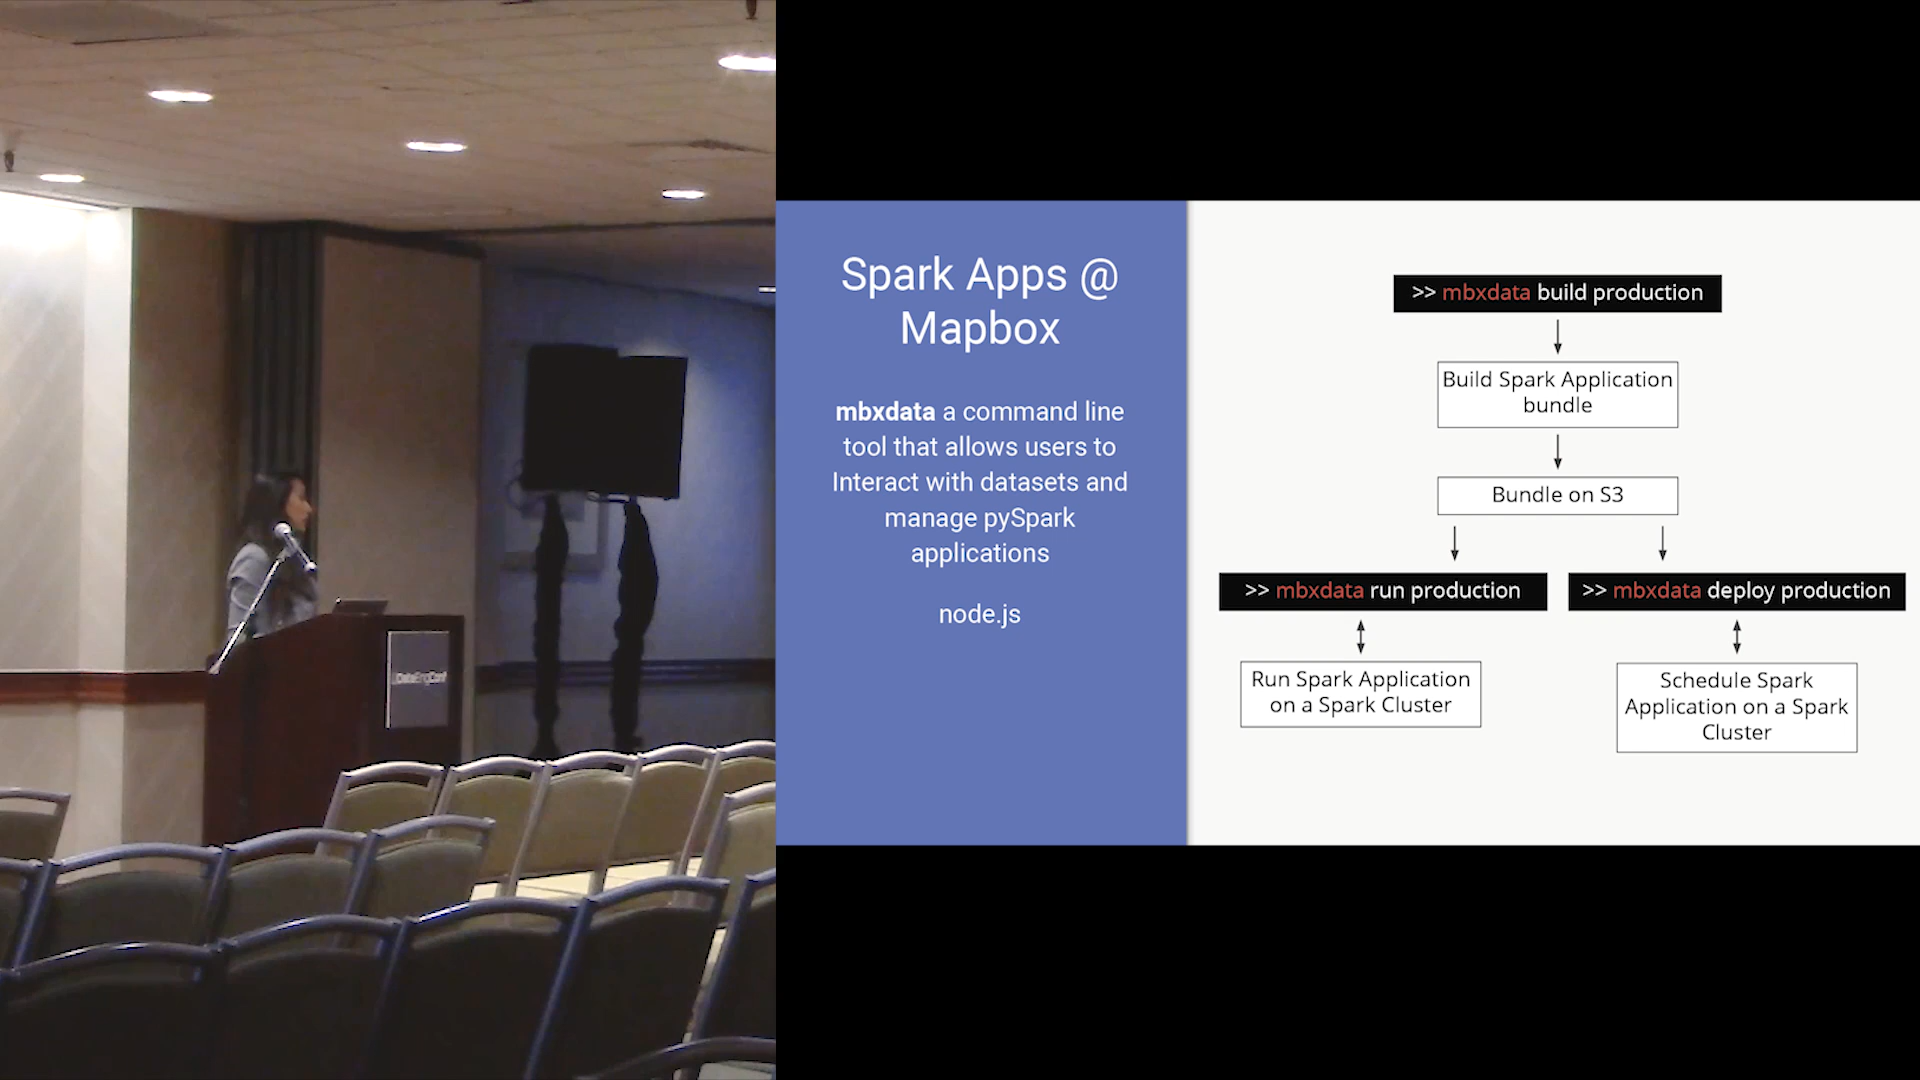 DataEngConf
Spark Apps @
Mapbox
mbxdata a command line
tool that allows users to
Interact with datasets and
manage pySpark
applications
node.js
>> mbxdata build production
Build Spark Application
bundle
Bundle on S3
>> mbxdata run production
>> mbxdata deploy production
Run Spark Application
on a Spark Cluster
Schedule Spark
Application on a Spark
Cluster